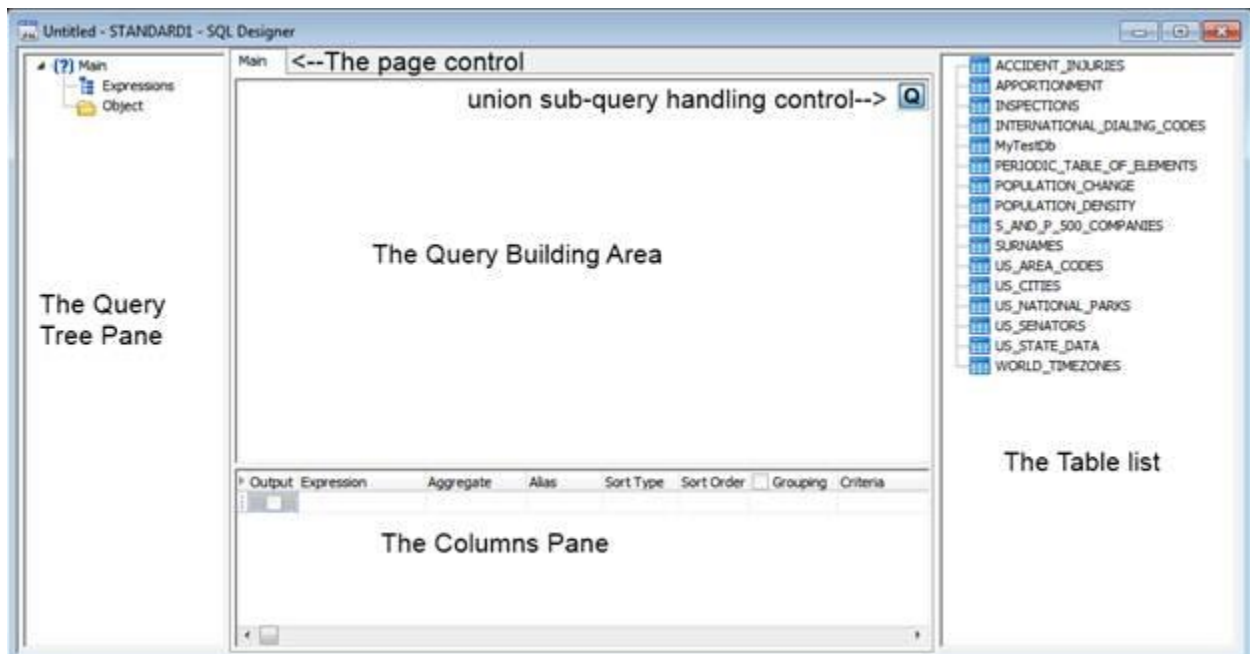 Untitled - STANDARD1 - SQL Designer
Main
Expressions
Object
The Query
Tree Pane
Main <--The page control
union sub-query handling control--> Q
The Query Building Area
Output Expression Aggregate Alias Sort Type Sort Order Grouping Criteria
The Columns Pane
ACCIDENT_INJURIES
APPORTIONMENT
INSPECTIONS
INTERNATIONAL_DIALING_CODES
MyTestDb
PERIODIC_TABLE_OF_ELEMENTS
POPULATION_CHANGE
POPULATION_DENSITY
S_AND_P_500_COMPANIES
SURNAMES
US_AREA_CODES
US_CITIES
US_NATIONAL_PARKS
US_SENATORS
US_STATE_DATA
WORLD_TIMEZONES
The Table list